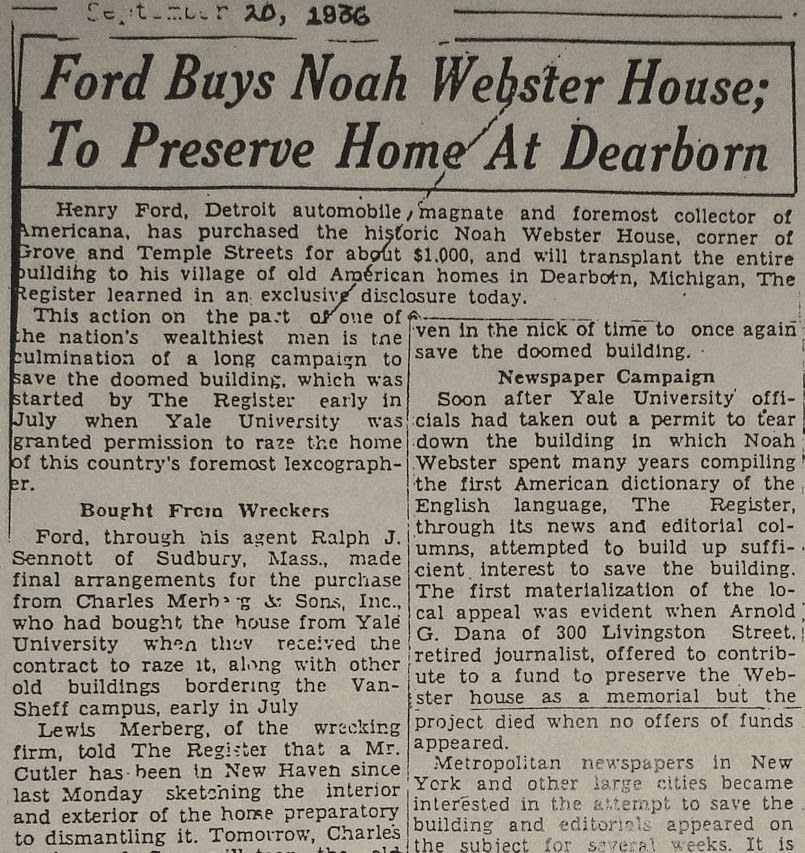 September 20, 1936
Ford Buys Noah Webster House;
To Preserve Home At Dearborn
Henry Ford, Detroit automobile magnate and foremost collector of
Americana, has purchased the historic Noah Webster House, corner of
Grove and Temple Streets for about $1,000, and will transplant the entire
building to his village of old American homes in Dearborn, Michigan, The
Register learned in an exclusive disclosure today.
This action on the part of one of
the nation's wealthiest men is the
culmination of a long campaign to
save the doomed building, which was
started by The Register early in
July when Yale University was
granted permission to raze the home
of this country's foremost lexcograph-
er.
Bought From Wreckers
Ford, through his agent Ralph J.
Sennott of Sudbury, Mass., made
final arrangements for the purchase
from Charles Merberg & Sons, Inc.,
who had bought the house from Yale
University when they received the
contract to raze it, along with other
old buildings bordering the Van-
Sheff campus, early in July
Lewis Merberg, of the wrecking
firm, told The Register that a Mr.
Cutler has been in New Haven since
last Monday sketching the interior
and exterior of the home preparatory
to dismantling it. Tomorrow, Charles
ven in the nick of time to once again
save the doomed building.
Newspaper Campaign
Soon after Yale University offi-
cials had taken out a permit to tear
down the building in which Noah
Webster spent many years compiling
the first American dictionary of the
English language, The Register,
through its news and editorial col-
umns, attempted to build up suffi-
cient interest to save the building.
The first materialization of the lo-
cal appeal was evident when Arnold
G. Dana of 300 Livingston Street,
retired journalist, offered to contrib-
ute to a fund to preserve the Web-
ster house as a memorial but the
project died when no offers of funds
appeared.
Metropolitan newspapers in New
York and other large cities became
interested in the attempt to save the
building and editorials appeared on
the subject for several weeks. It is